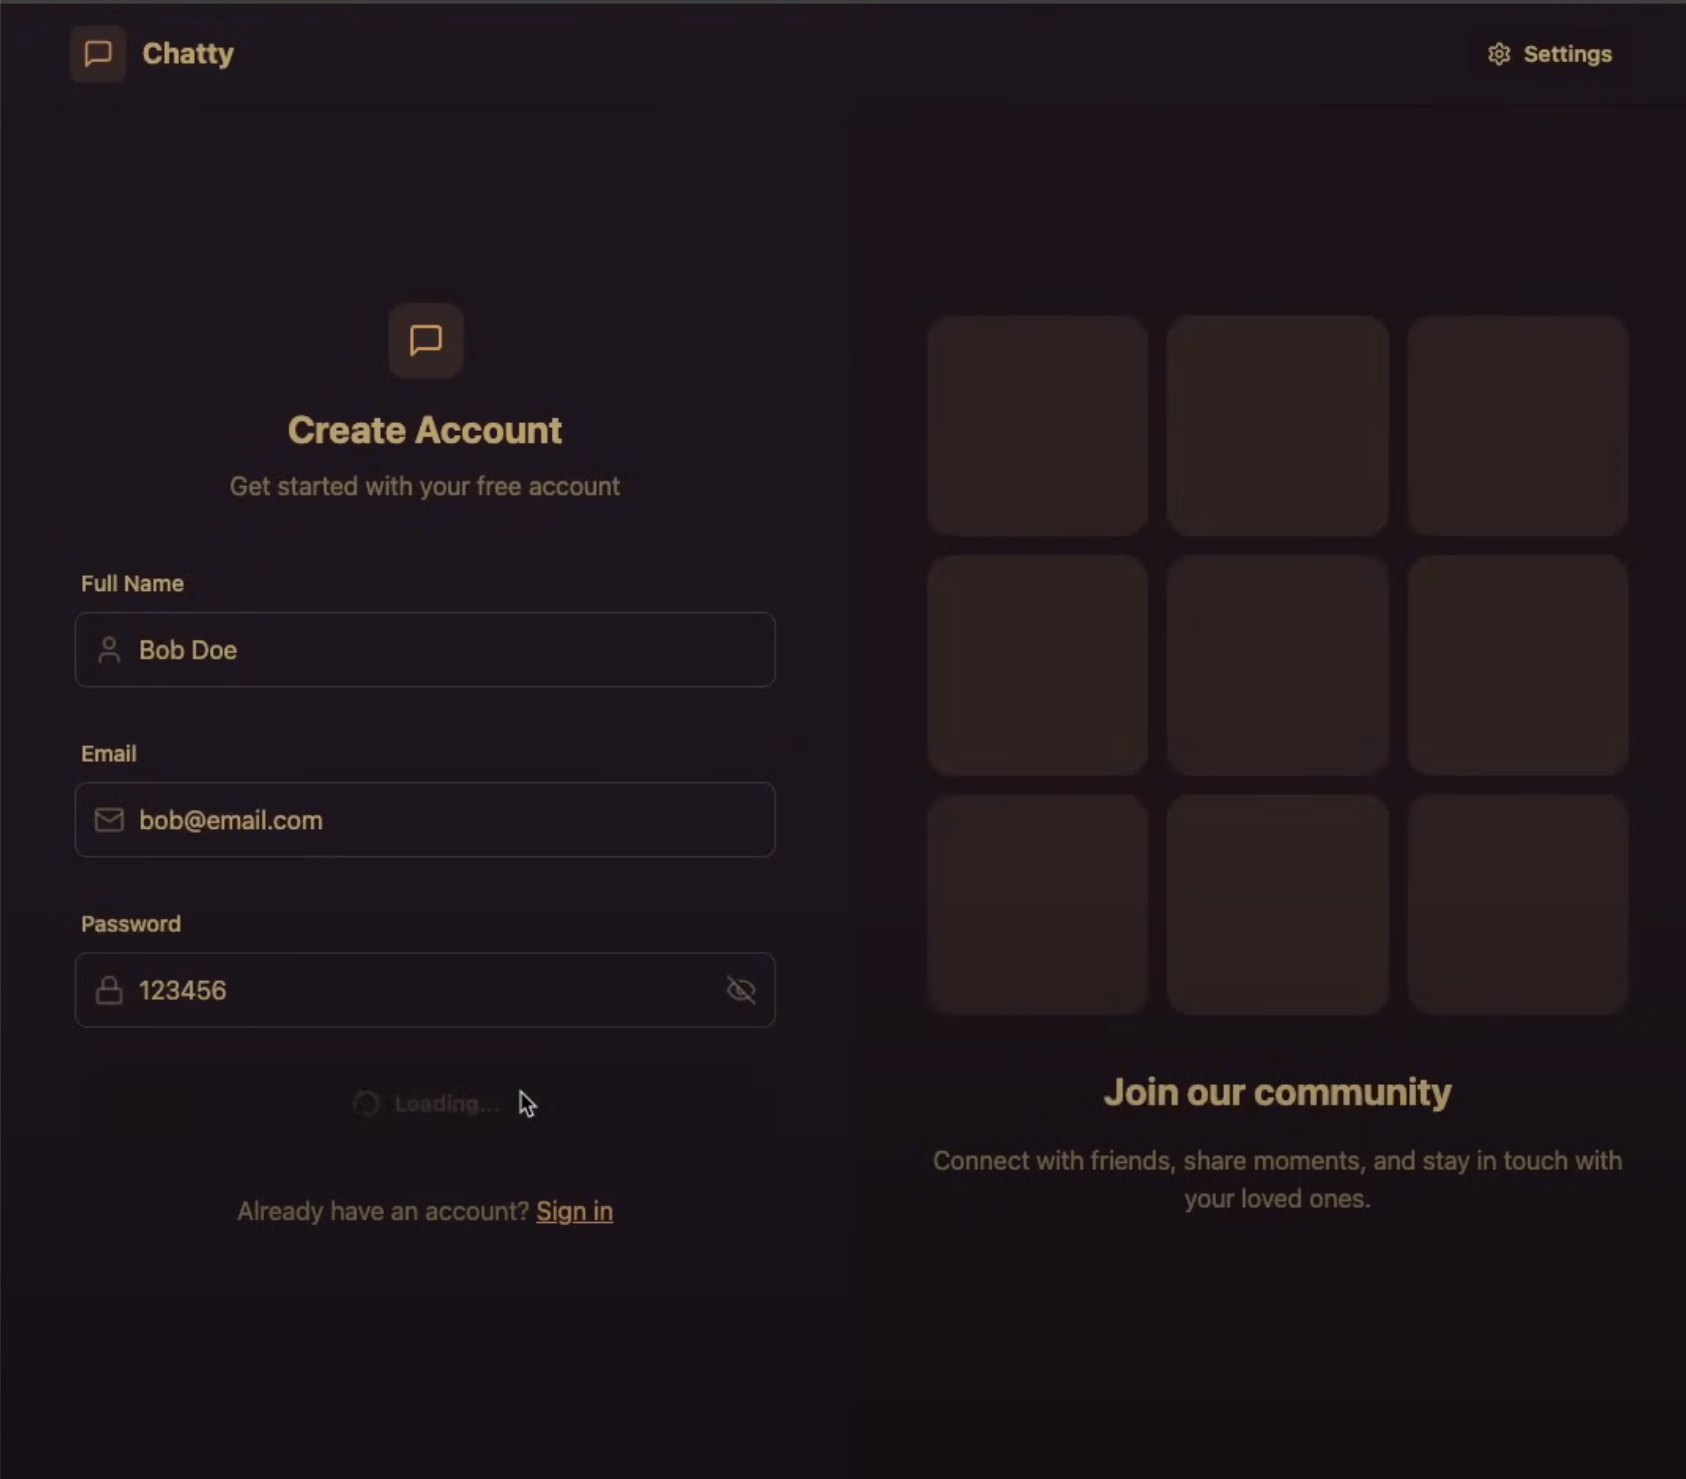 Chatty
Settings
Create Account
Get started with your free account
Full Name
Bob Doe
Email
bob@email.com
Password
123456
Loading...
Already have an account? Sign in
Join our community
Connect with friends, share moments, and stay in touch with
your loved ones.